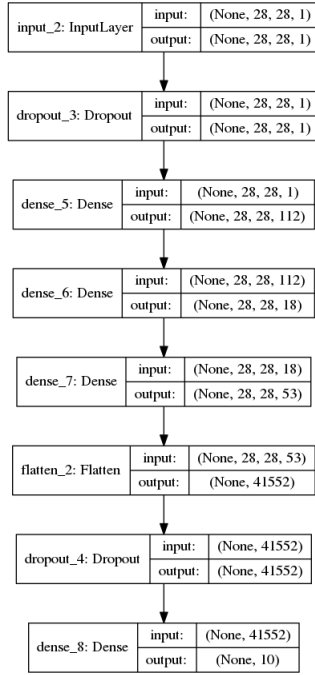 input_2: InputLayer
input: (None, 28, 28, 1)
output: (None, 28, 28, 1)
dropout_3: Dropout
input: (None, 28, 28, 1)
output: (None, 28, 28, 1)
dense_5: Dense
input: (None, 28, 28, 1)
output: (None, 28, 28, 112)
dense_6: Dense
input: (None, 28, 28, 112)
output: (None, 28, 28, 18)
dense_7: Dense
input: (None, 28, 28, 18)
output: (None, 28, 28, 53)
flatten_2: Flatten
input: (None, 28, 28, 53)
output: (None, 41552)
dropout_4: Dropout
input: (None, 41552)
output: (None, 41552)
dense_8: Dense
input: (None, 41552)
output: (None, 10)